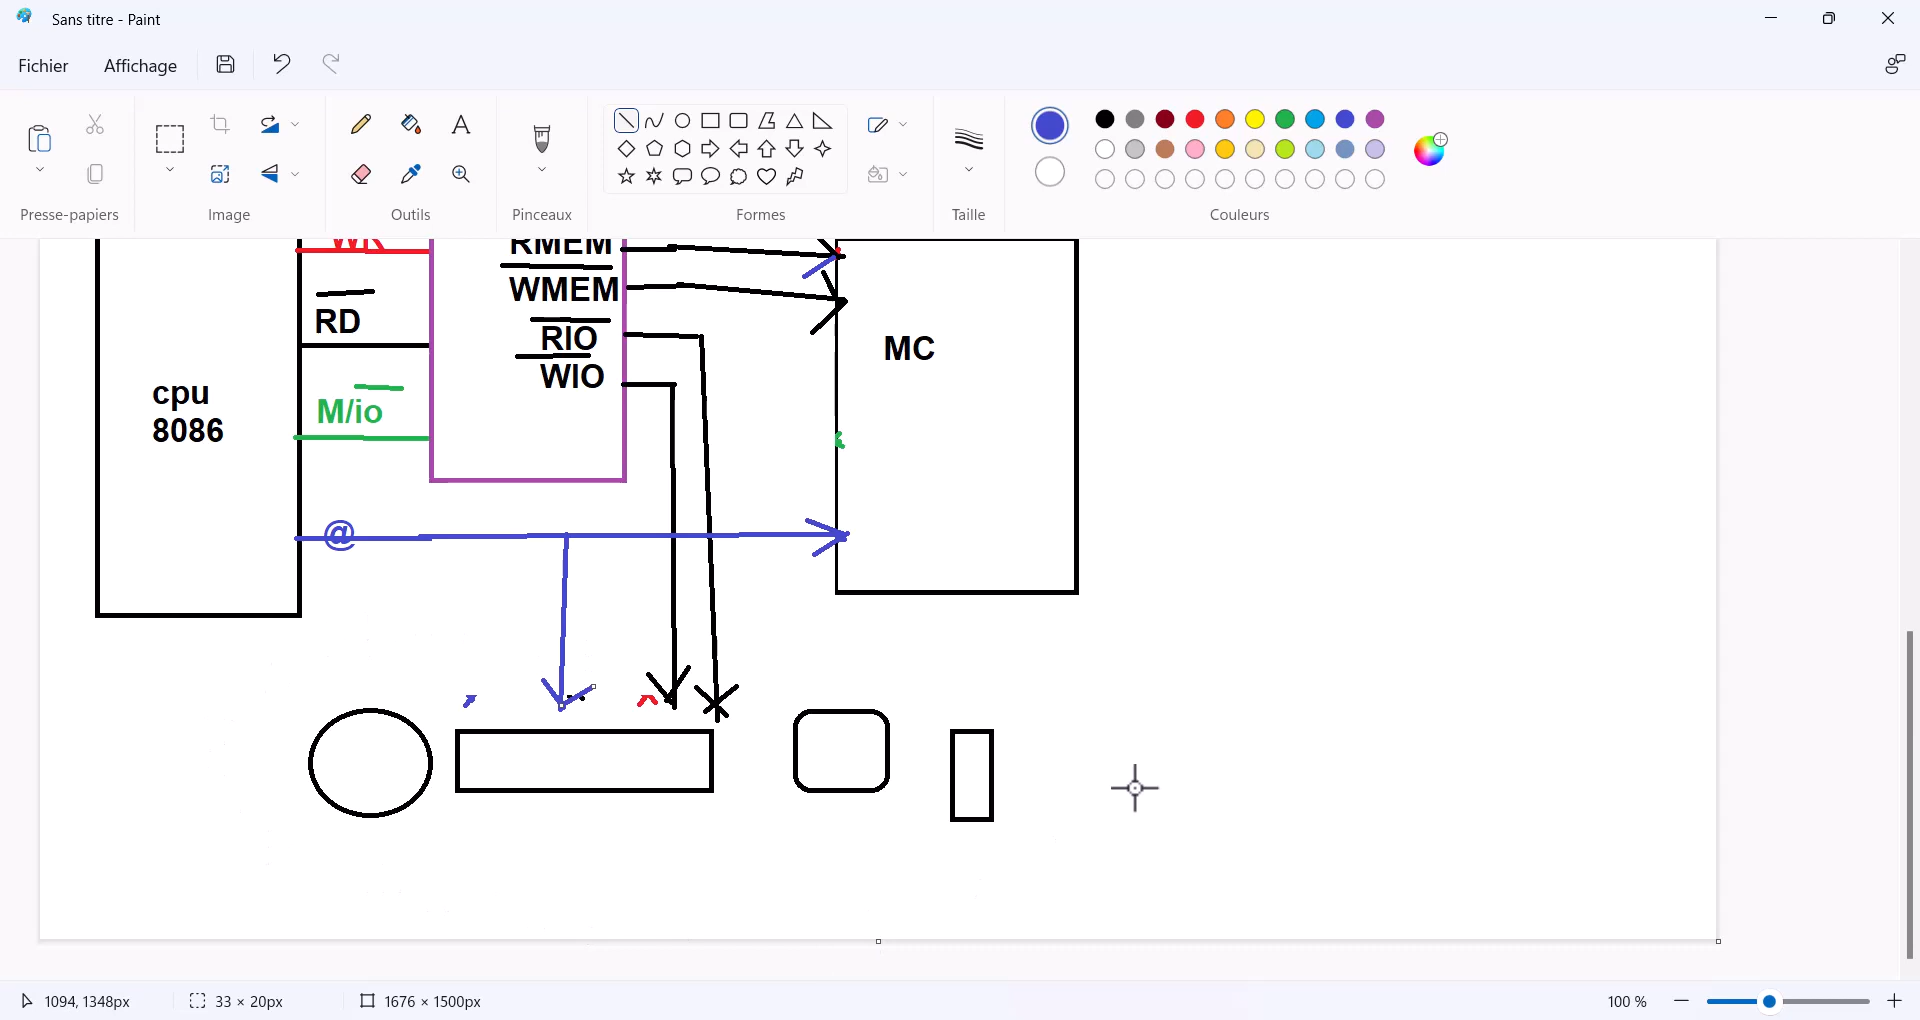 Sans titre - Paint
Fichier Affichage
Presse-papiers Image Outils Pinceaux Formes Taille Couleurs
WR
RMEM
WMEM
RD
RIO
WIO
MC
cpu
8086
M/io
@
1094, 1348px 33 × 20px 1676 × 1500px 100 %